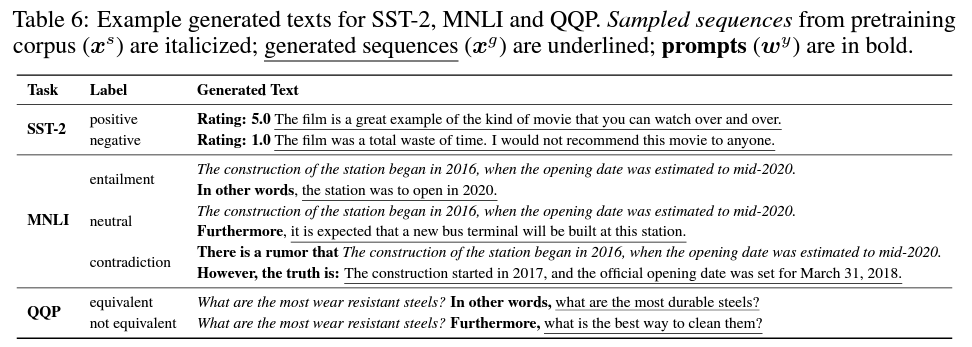 Table 6: Example generated texts for SST-2, MNLI and QQP. Sampled sequences from pretraining
corpus (xˢ) are italicized; generated sequences (xᵍ) are underlined; prompts (wʸ) are in bold.
Task Label Generated Text
SST-2 positive Rating: 5.0 The film is a great example of the kind of movie that you can watch over and over.
negative Rating: 1.0 The film was a total waste of time. I would not recommend this movie to anyone.
MNLI entailment The construction of the station began in 2016, when the opening date was estimated to mid-2020.
In other words, the station was to open in 2020.
neutral The construction of the station began in 2016, when the opening date was estimated to mid-2020.
Furthermore, it is expected that a new bus terminal will be built at this station.
contradiction There is a rumor that The construction of the station began in 2016, when the opening date was estimated to mid-2020.
However, the truth is: The construction started in 2017, and the official opening date was set for March 31, 2018.
QQP equivalent What are the most wear resistant steels? In other words, what are the most durable steels?
not equivalent What are the most wear resistant steels? Furthermore, what is the best way to clean them?